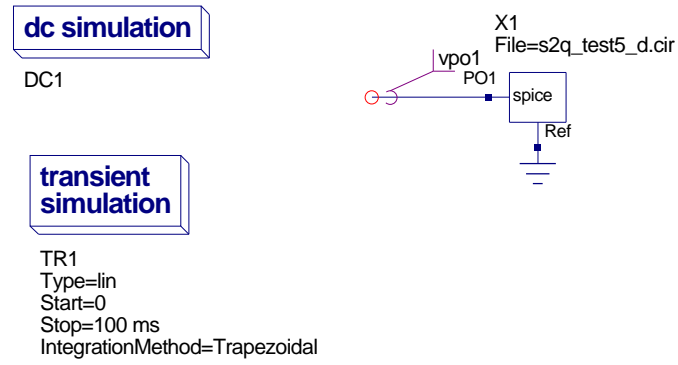 dc simulation
DC1
X1
File=s2q_test5_d.cir
vpo1
PO1
spice
Ref
transient
simulation
TR1
Type=lin
Start=0
Stop=100 ms
IntegrationMethod=Trapezoidal